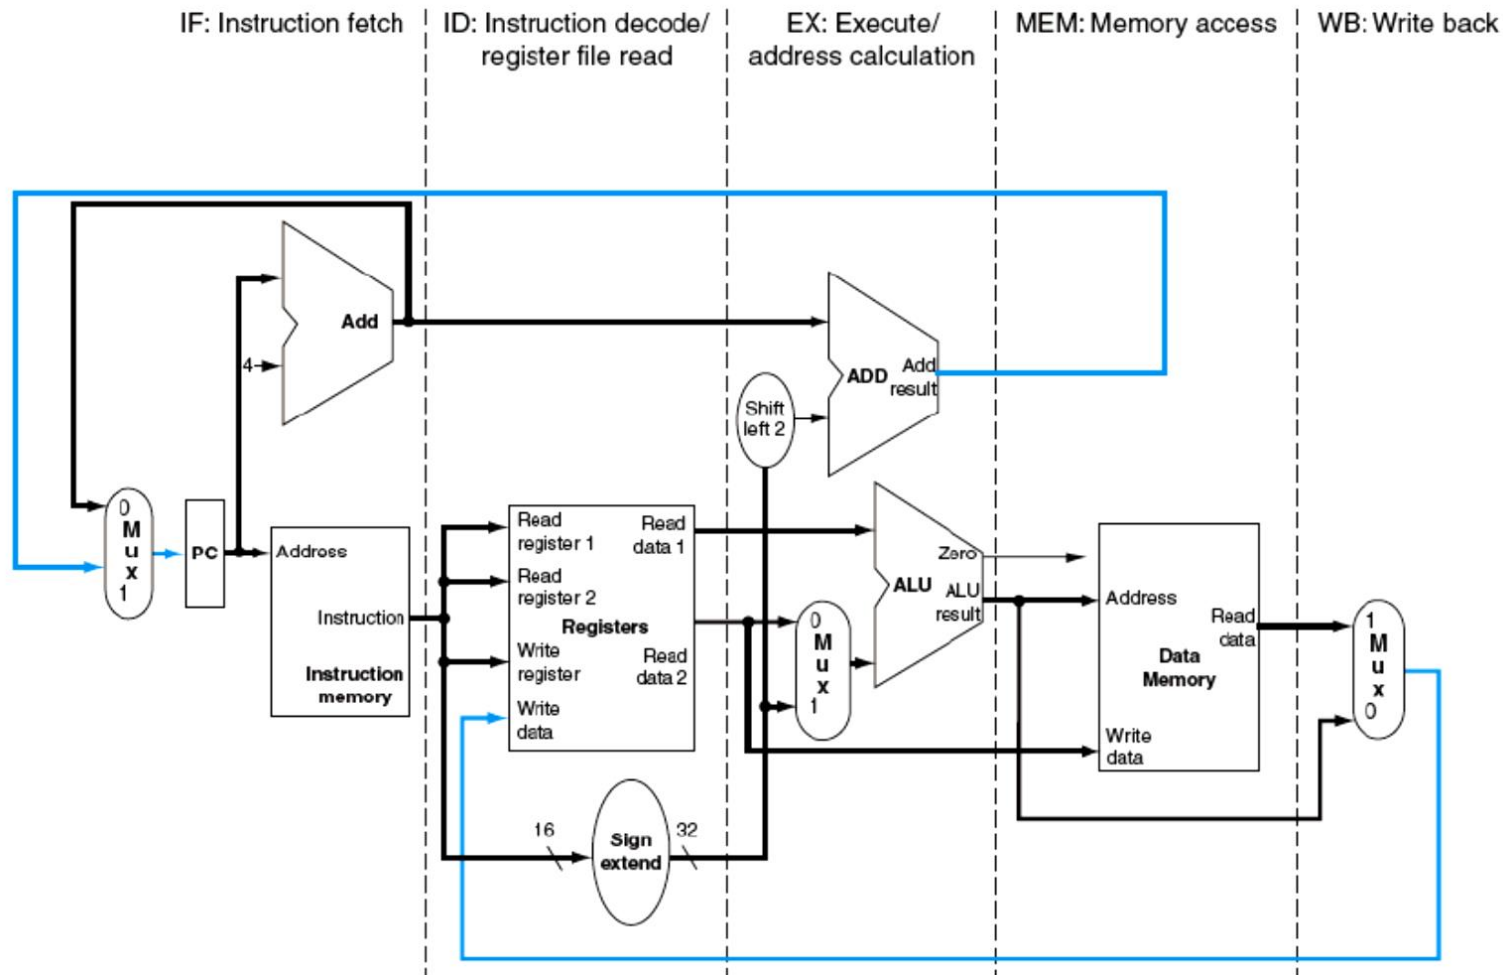 IF: Instruction fetch
ID: Instruction decode/
register file read
EX: Execute/
address calculation
MEM: Memory access
WB: Write back
Add
4
ADD
Add
result
Shift
left 2
0
M
u
x
1
PC
Address
Instruction
Instruction
memory
Read
register 1
Read
data 1
Read
register 2
Registers
Write
register
Read
data 2
Write
data
16
Sign
extend
32
0
M
u
x
1
Zero
ALU
ALU
result
Address
Read
data
Data
Memory
Write
data
1
M
u
x
0